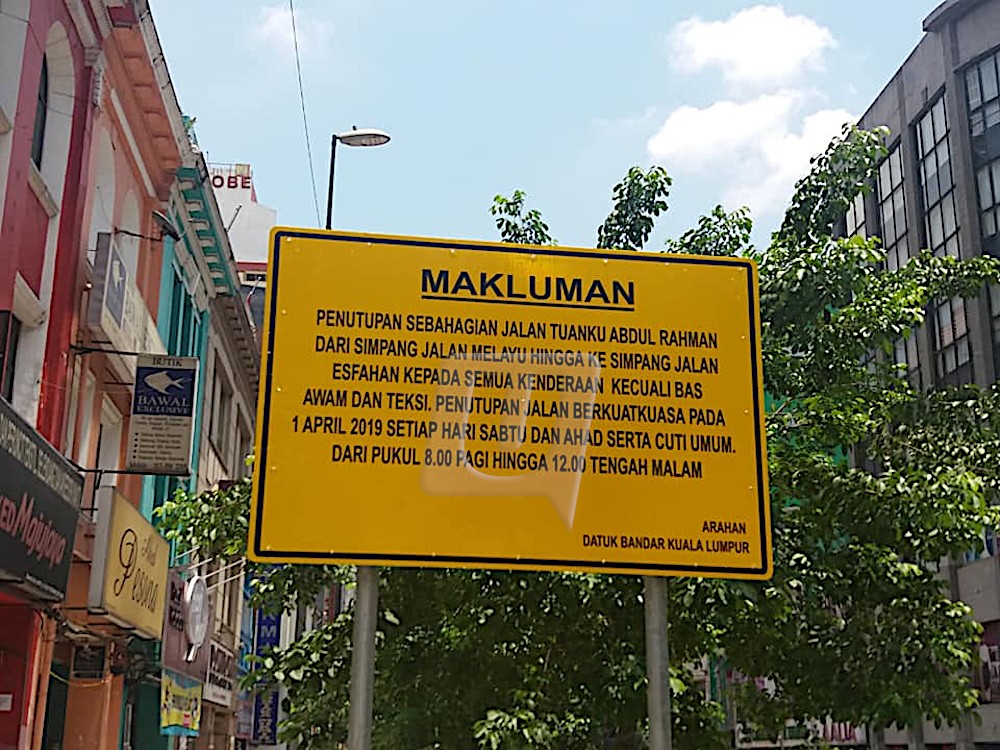 OBE
MAKLUMAN
PENUTUPAN SEBAHAGIAN JALAN TUANKU ABDUL RAHMAN
DARI SIMPANG JALAN MELAYU HINGGA KE SIMPANG JALAN
ESFAHAN KEPADA SEMUA KENDERAAN KECUALI BAS
AWAM DAN TEKSI. PENUTUPAN JALAN BERKUATKUASA PADA
1 APRIL 2019 SETIAP HARI SABTU DAN AHAD SERTA CUTI UMUM.
DARI PUKUL 8.00 PAGI HINGGA 12.00 TENGAH MALAM
ARAHAN
DATUK BANDAR KUALA LUMPUR
BUTIK
BAWAL
EXCLUSIVE
Pesona